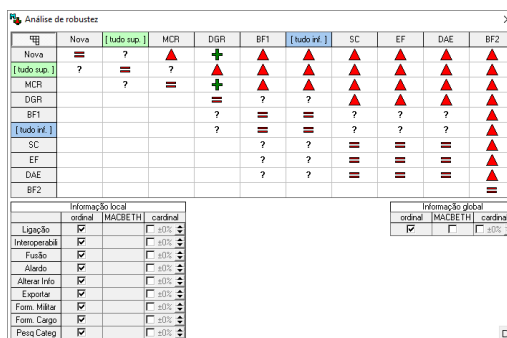 Análise de robustez
Nova [ tudo sup. ] MCR DGR BF1 [ tudo inf. ] SC EF DAE BF2
Nova = ?
[ tudo sup. ] ? = ?
MCR ? =
DGR = ? ?
BF1 ? = = ? ? ?
[ tudo inf. ] ? = = ? ? ?
SC ? ? = = =
EF ? ? = = =
DAE ? ? = = =
BF2 =
Informação local
ordinal MACBETH cardinal
Ligação ±0%
Interoperabili ±0%
Fusão ±0%
Alardo ±0%
Alterar Info ±0%
Exportar ±0%
Form. Militar ±0%
Form. Cargo ±0%
Pesq Categ ±0%
Informação global
ordinal MACBETH cardinal
±0%